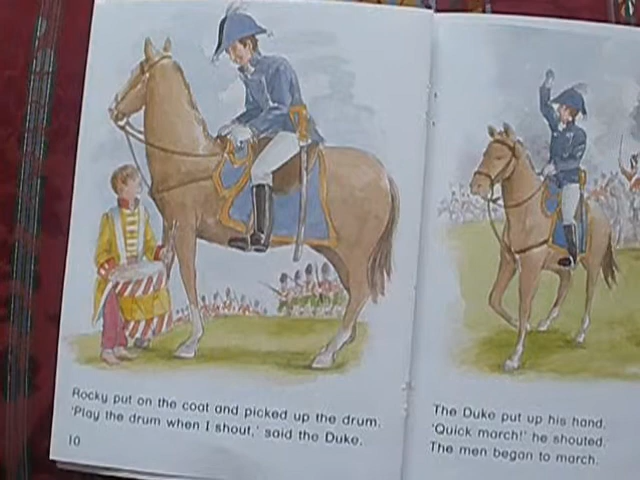 Rocky put on the coat and picked up the drum.
'Play the drum when I shout,' said the Duke.
10
The Duke put up his hand.
'Quick march!' he shouted.
The men began to march.